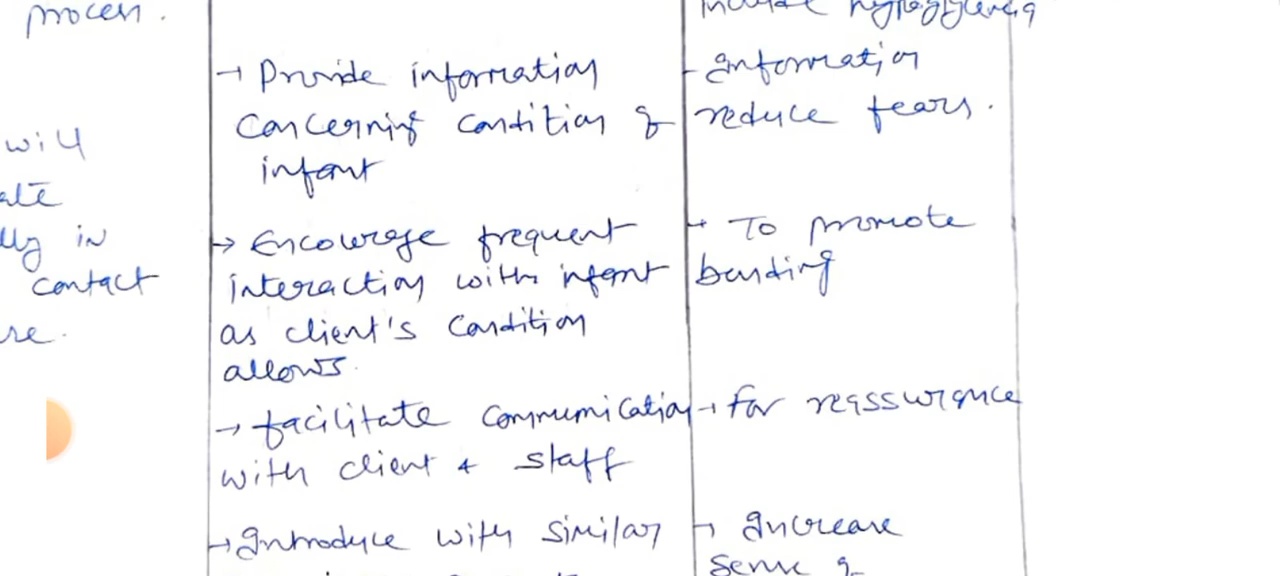 process.
will
ate
lly in
contact
re.
→ Provide information
concerning condition of
infant
→ Encourage frequent
interaction with infant
as client's condition
allows.
→ facilitate communication
with client & staff
→ Introduce with similar
- Information
reduce fears.
→ To promote
bonding
→ For reassurance
→ Increase
sense of